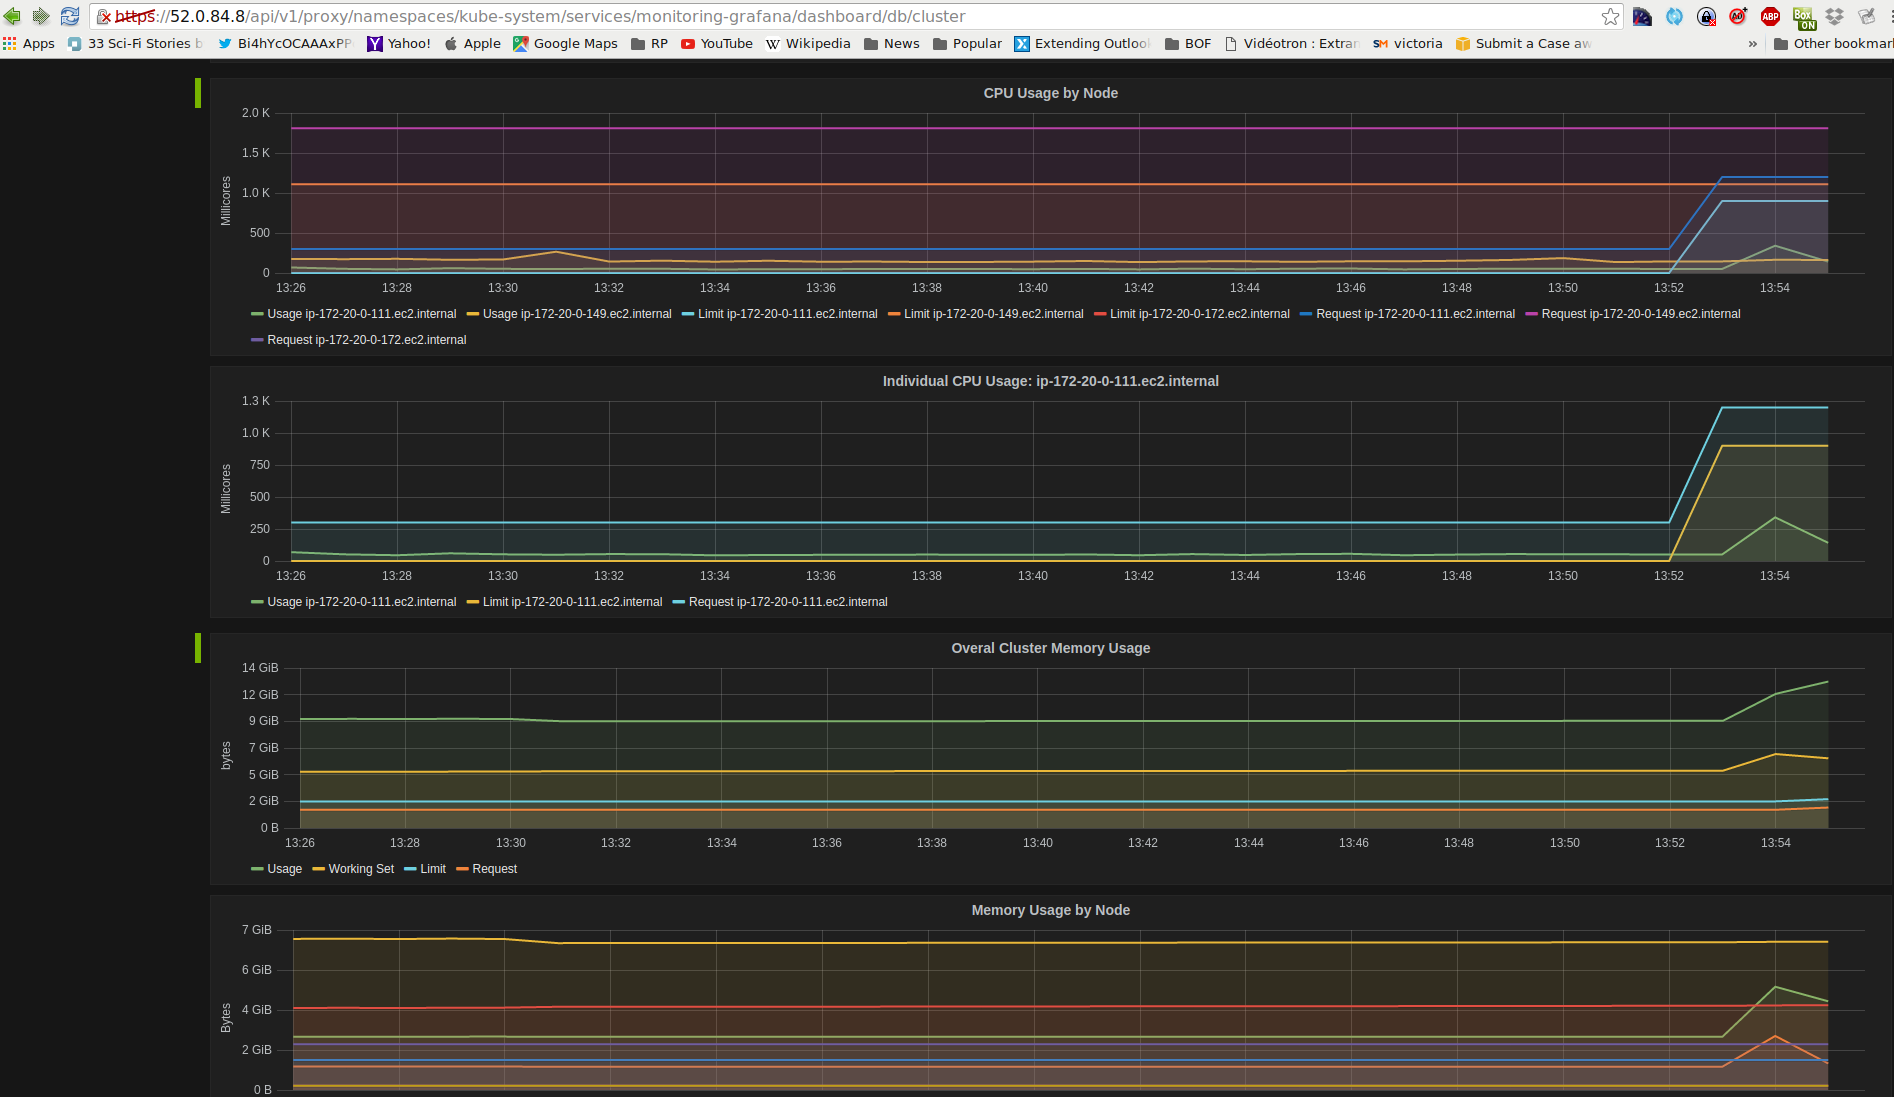 https://52.0.84.8/api/v1/proxy/namespaces/kube-system/services/monitoring-grafana/dashboard/db/cluster
Apps 33 Sci-Fi Stories b Bi4hYcOCAAAxPP Yahoo! Apple Google Maps RP YouTube Wikipedia News Popular Extending Outlook BOF Vidéotron : Extran victoria Submit a Case aw » Other bookmar
CPU Usage by Node
2.0 K
1.5 K
1.0 K
500
0
Millicores
13:26 13:28 13:30 13:32 13:34 13:36 13:38 13:40 13:42 13:44 13:46 13:48 13:50 13:52 13:54
Usage ip-172-20-0-111.ec2.internal Usage ip-172-20-0-149.ec2.internal Limit ip-172-20-0-111.ec2.internal Limit ip-172-20-0-149.ec2.internal Limit ip-172-20-0-172.ec2.internal Request ip-172-20-0-111.ec2.internal Request ip-172-20-0-149.ec2.internal
Request ip-172-20-0-172.ec2.internal
Individual CPU Usage: ip-172-20-0-111.ec2.internal
1.3 K
1.0 K
750
500
250
0
Millicores
13:26 13:28 13:30 13:32 13:34 13:36 13:38 13:40 13:42 13:44 13:46 13:48 13:50 13:52 13:54
Usage ip-172-20-0-111.ec2.internal Limit ip-172-20-0-111.ec2.internal Request ip-172-20-0-111.ec2.internal
Overal Cluster Memory Usage
14 GiB
12 GiB
9 GiB
7 GiB
5 GiB
2 GiB
0 B
bytes
13:26 13:28 13:30 13:32 13:34 13:36 13:38 13:40 13:42 13:44 13:46 13:48 13:50 13:52 13:54
Usage Working Set Limit Request
Memory Usage by Node
7 GiB
6 GiB
4 GiB
2 GiB
0 B
Bytes